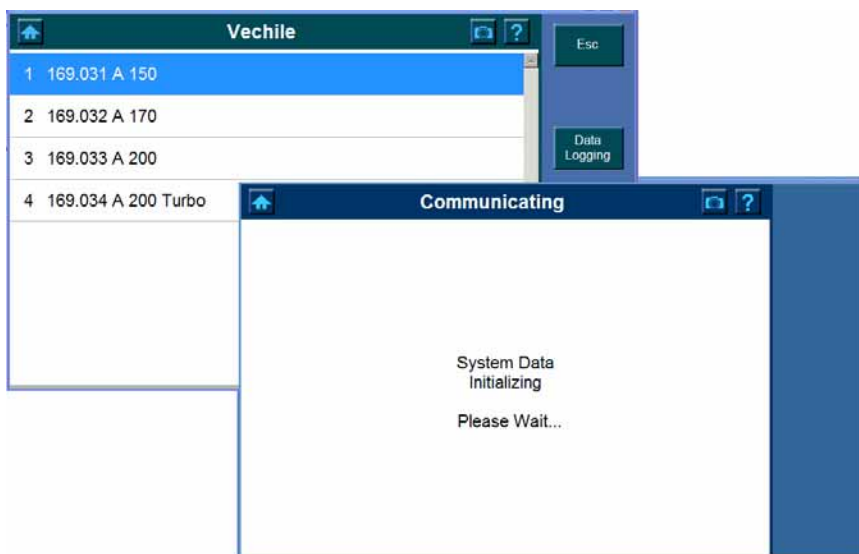 Vechile
?
Esc
1 169.031 A 150
2 169.032 A 170
3 169.033 A 200
Data
Logging
4 169.034 A 200 Turbo
Communicating
?
System Data
Initializing
Please Wait...